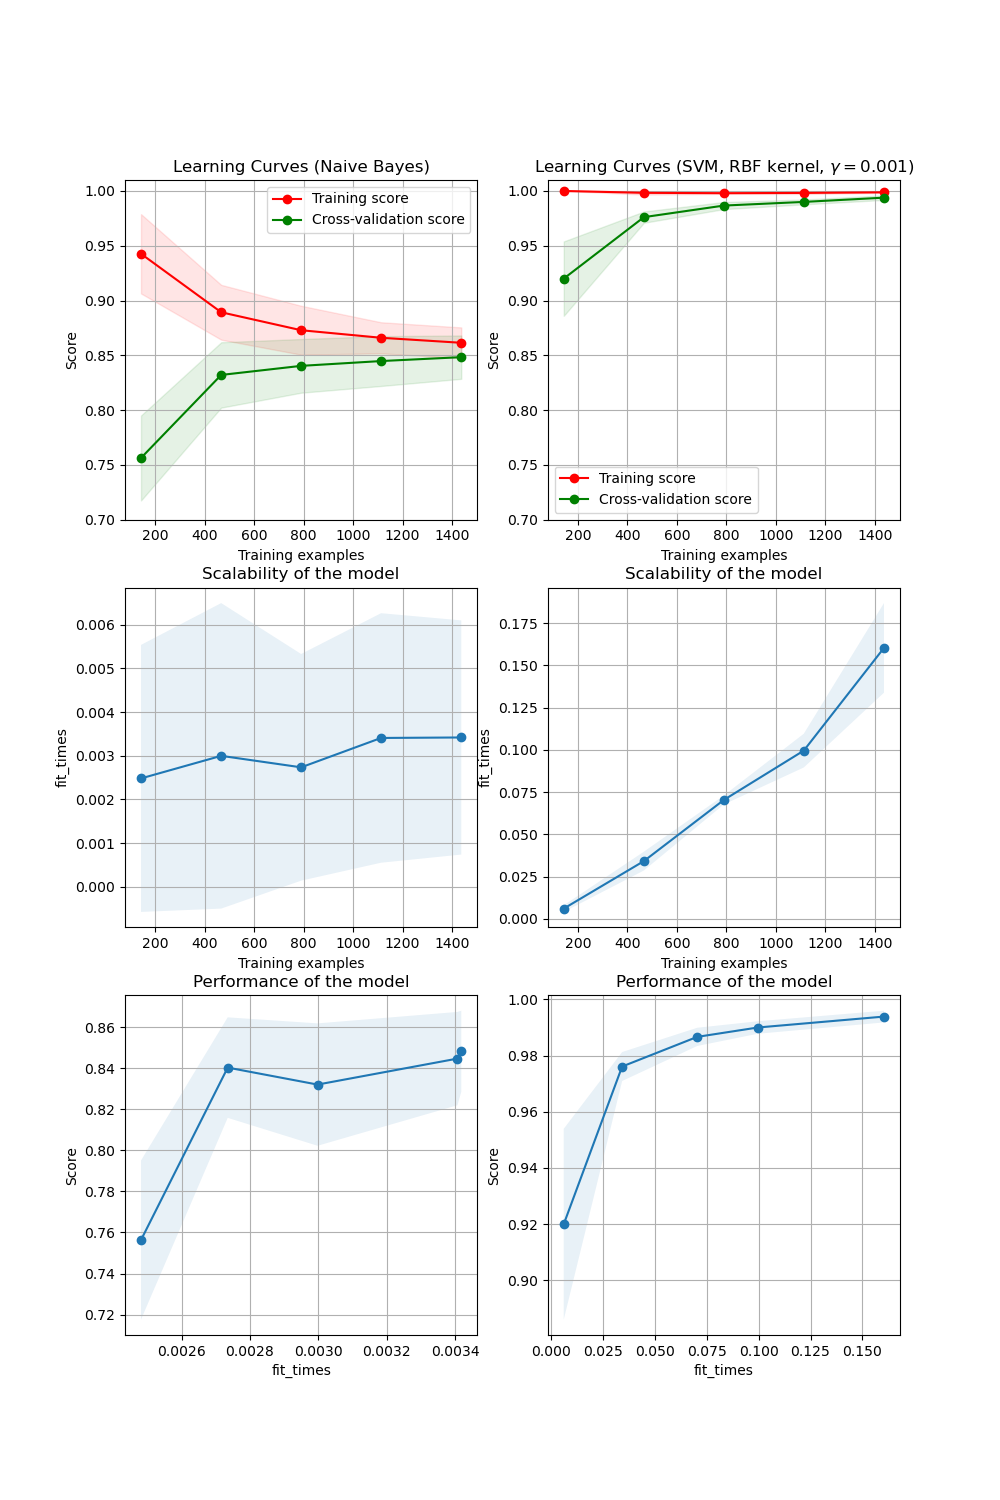 Learning Curves (Naive Bayes)
1.00
0.95
0.90
0.85
0.80
0.75
0.70
Score
Training score
Cross-validation score
200 400 600 800 1000 1200 1400
Training examples
Learning Curves (SVM, RBF kernel, γ = 0.001)
1.00
0.95
0.90
0.85
0.80
0.75
0.70
Score
Training score
Cross-validation score
200 400 600 800 1000 1200 1400
Training examples
Scalability of the model
0.006
0.005
0.004
0.003
0.002
0.001
0.000
fit_times
200 400 600 800 1000 1200 1400
Training examples
Scalability of the model
0.175
0.150
0.125
0.100
0.075
0.050
0.025
0.000
fit_times
200 400 600 800 1000 1200 1400
Training examples
Performance of the model
0.86
0.84
0.82
0.80
0.78
0.76
0.74
0.72
Score
0.0026 0.0028 0.0030 0.0032 0.0034
fit_times
Performance of the model
1.00
0.98
0.96
0.94
0.92
0.90
Score
0.000 0.025 0.050 0.075 0.100 0.125 0.150
fit_times